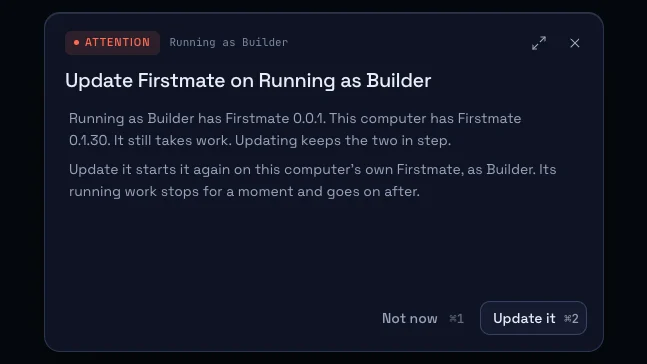 ATTENTION Running as Builder
Update Firstmate on Running as Builder
Running as Builder has Firstmate 0.0.1. This computer has Firstmate
0.1.30. It still takes work. Updating keeps the two in step.
Update it starts it again on this computer's own Firstmate, as Builder. Its
running work stops for a moment and goes on after.
Not now ⌘1 Update it ⌘2